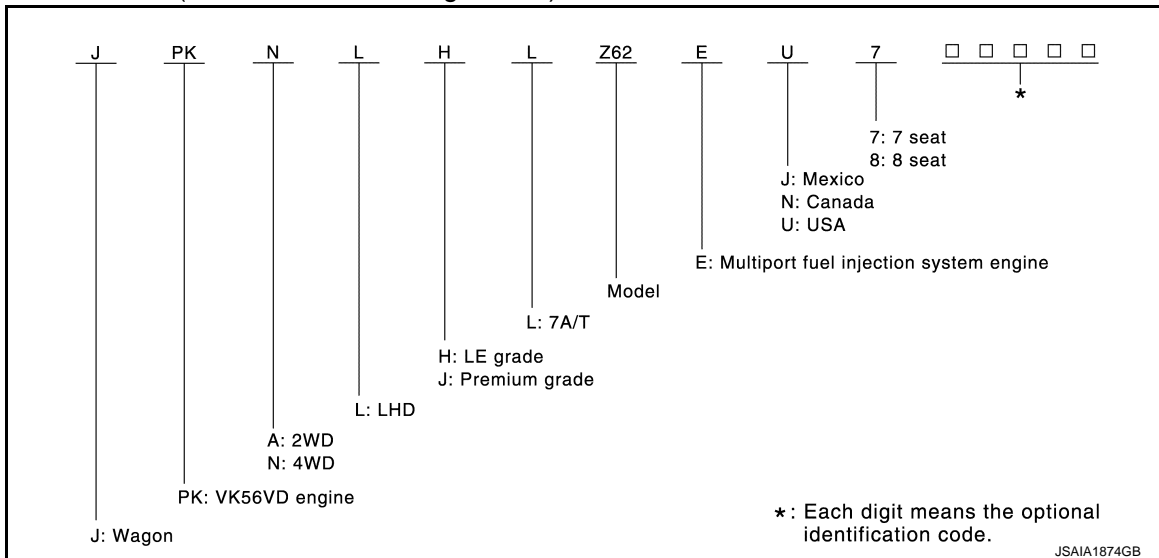 J PK N L H L Z62 E U 7 □ □ □ □ □
*
7: 7 seat
8: 8 seat
J: Mexico
N: Canada
U: USA
E: Multiport fuel injection system engine
Model
L: 7A/T
H: LE grade
J: Premium grade
L: LHD
A: 2WD
N: 4WD
PK: VK56VD engine
J: Wagon
*: Each digit means the optional
identification code.
JSAIA1874GB